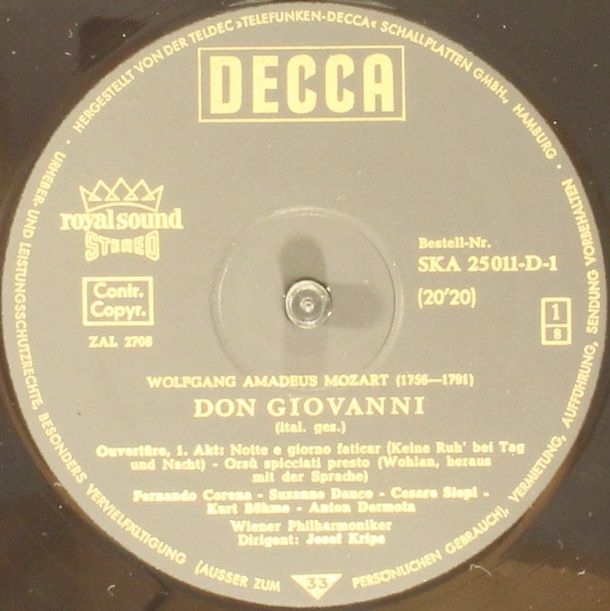 HERGESTELLT VON DER TELDEC »TELEFUNKEN-DECCA« SCHALLPLATTEN GMBH, HAMBURG ·
URHEBER- UND LEISTUNGSSCHUTZRECHTE, BESONDERS VERVIELFÄLTIGUNG (AUSSER ZUM PERSÖNLICHEN GEBRAUCH), VERMIETUNG, AUFFÜHRUNG, SENDUNG VORBEHALTEN ·
DECCA
royal sound
STEREO
Contr.
Copyr.
ZAL 2708
Bestell-Nr.
SKA 25011-D-1
(20'20)
1
8
WOLFGANG AMADEUS MOZART (1756—1791)
DON GIOVANNI
(ital. ges.)
Ouvertüre, 1. Akt: Notte e giorno faticar (Keine Ruh' bei Tag
und Nacht) - Orsù spicciati presto (Wohlan, heraus
mit der Sprache)
Fernando Corena - Suzanne Danco - Cesare Siepi -
Kurt Böhme - Anton Dermota
Wiener Philharmoniker
Dirigent: Josef Krips
33